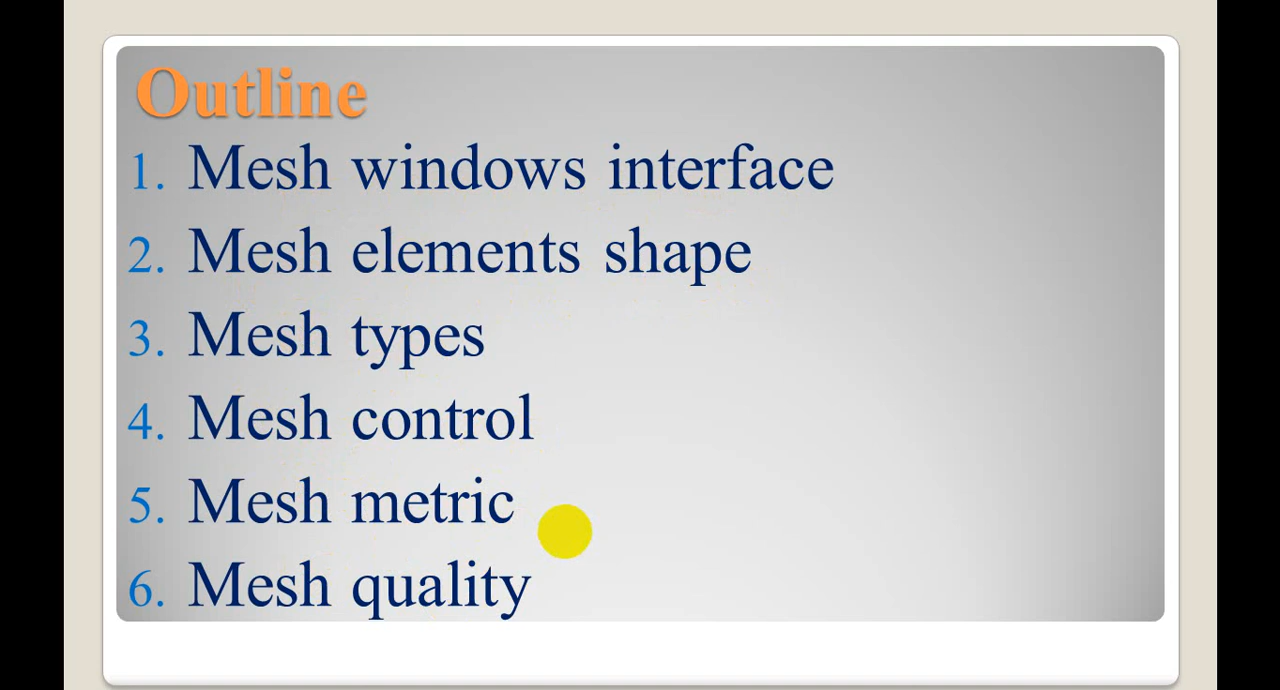 Outline
1. Mesh windows interface
2. Mesh elements shape
3. Mesh types
4. Mesh control
5. Mesh metric
6. Mesh quality